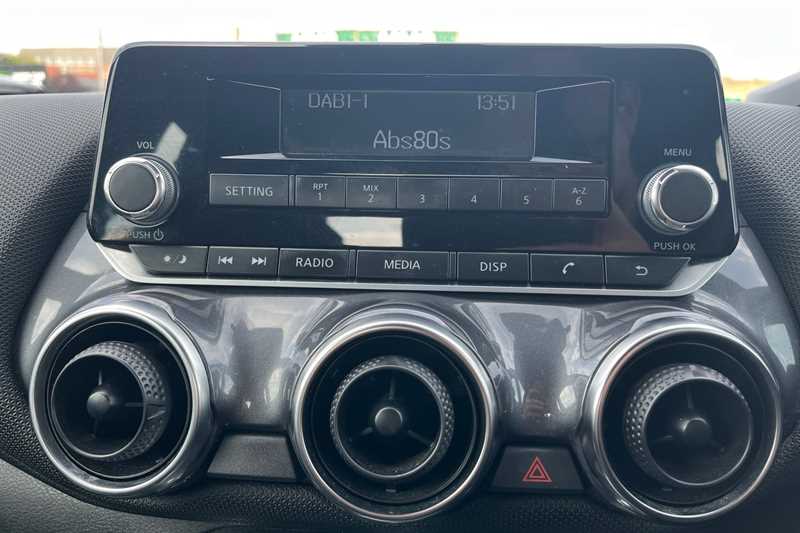 DAB1-1 13:51
Abs80s
VOL
MENU
SETTING RPT 1 MIX 2 3 4 5 A-Z 6
PUSH
PUSH OK
RADIO MEDIA DISP